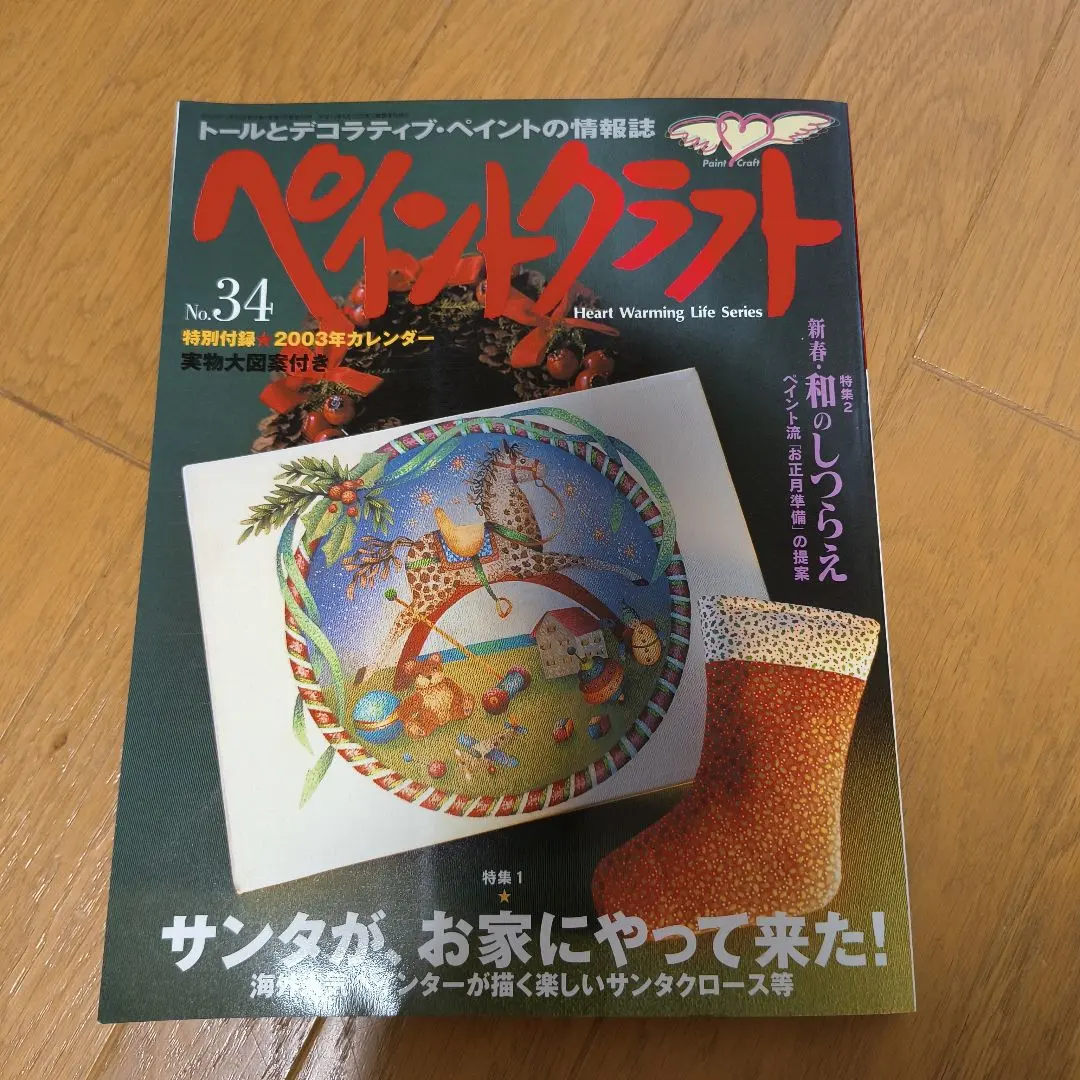 トールとデコラティブ・ペイントの情報誌
Paint Craft
ペイントクラフト
No.34
Heart Warming Life Series
特別付録★2003年カレンダー
実物大図案付き
特集2
新春・和のしつらえ
ペイント流「お正月準備」の提案
特集1
★
サンタが、お家にやって来た!
海外 ンターが描く楽しいサンタクロース等